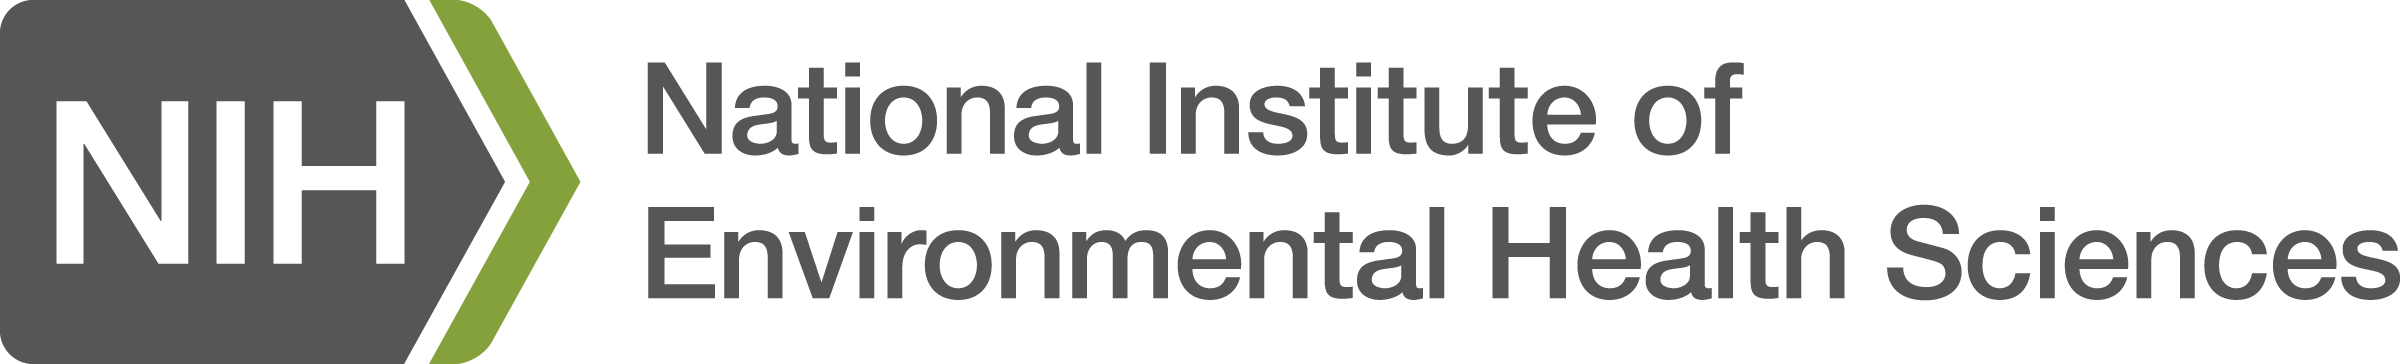 NIH
National Institute of
Environmental Health Sciences